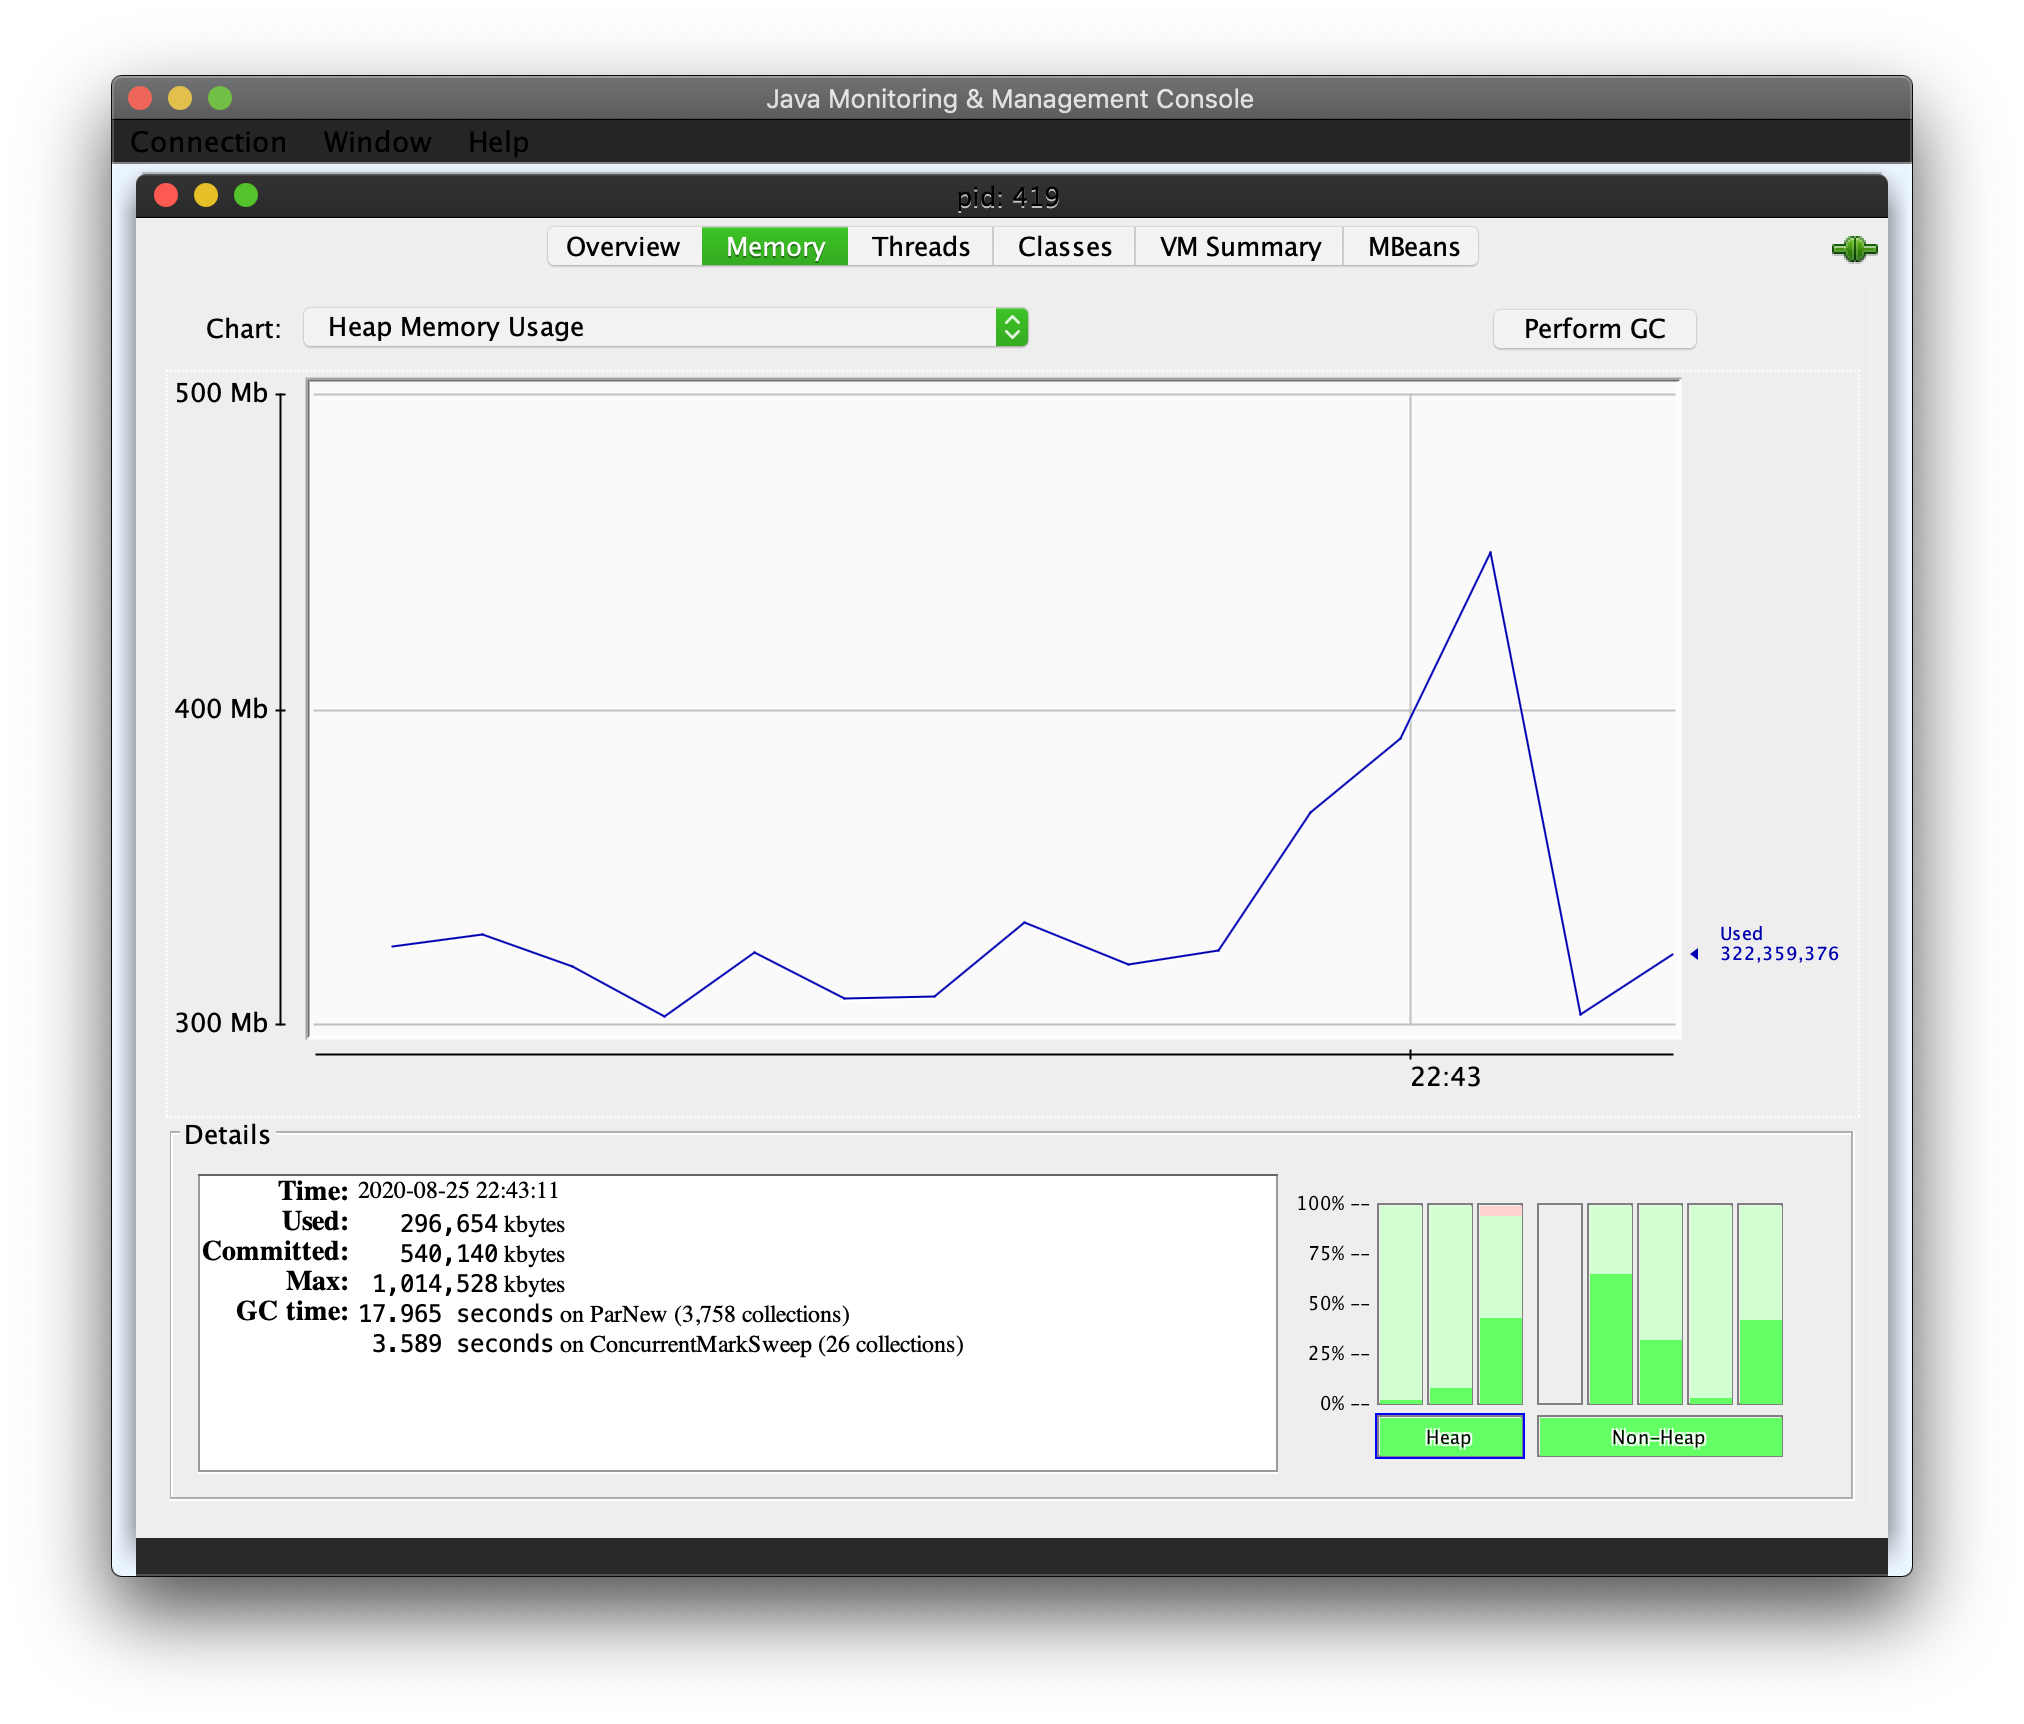 Java Monitoring & Management Console
Connection Window Help
pid: 419
Overview Memory Threads Classes VM Summary MBeans
Chart: Heap Memory Usage Perform GC
500 Mb
400 Mb
300 Mb
Used
322,359,376
22:43
Details
Time: 2020-08-25 22:43:11
Used: 296,654 kbytes
Committed: 540,140 kbytes
Max: 1,014,528 kbytes
GC time: 17.965 seconds on ParNew (3,758 collections)
3.589 seconds on ConcurrentMarkSweep (26 collections)
100% --
75% --
50% --
25% --
0% --
Heap Non-Heap